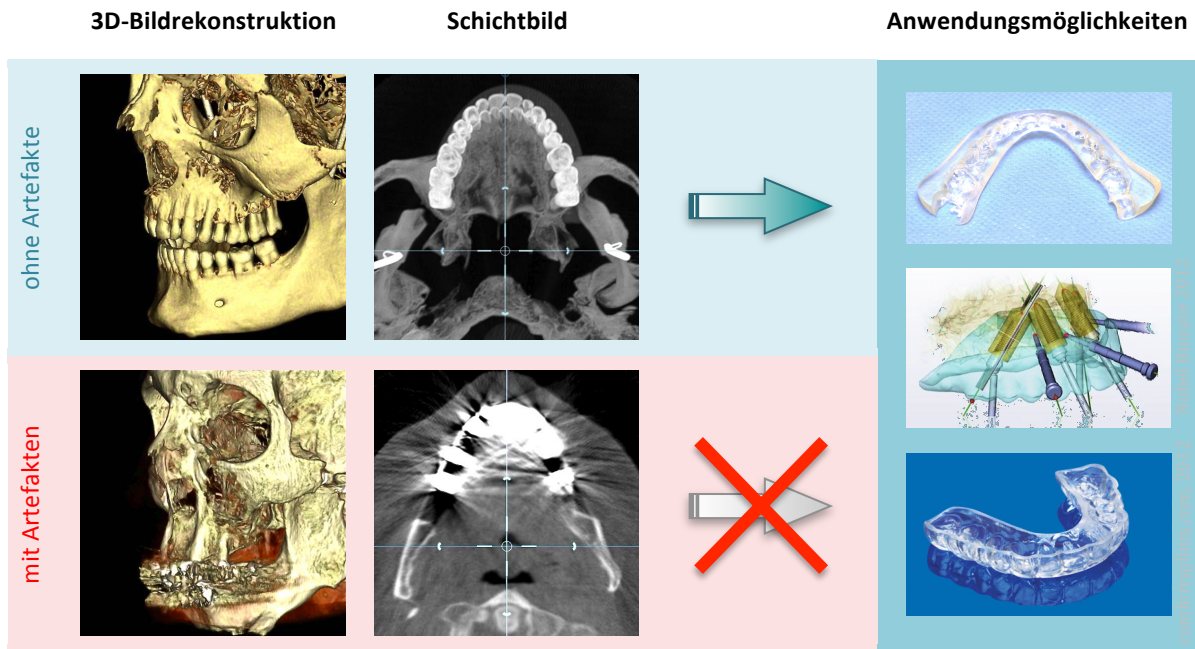 3D-Bildrekonstruktion
Schichtbild
Anwendungsmöglichkeiten
ohne Artefakte
mit Artefakten